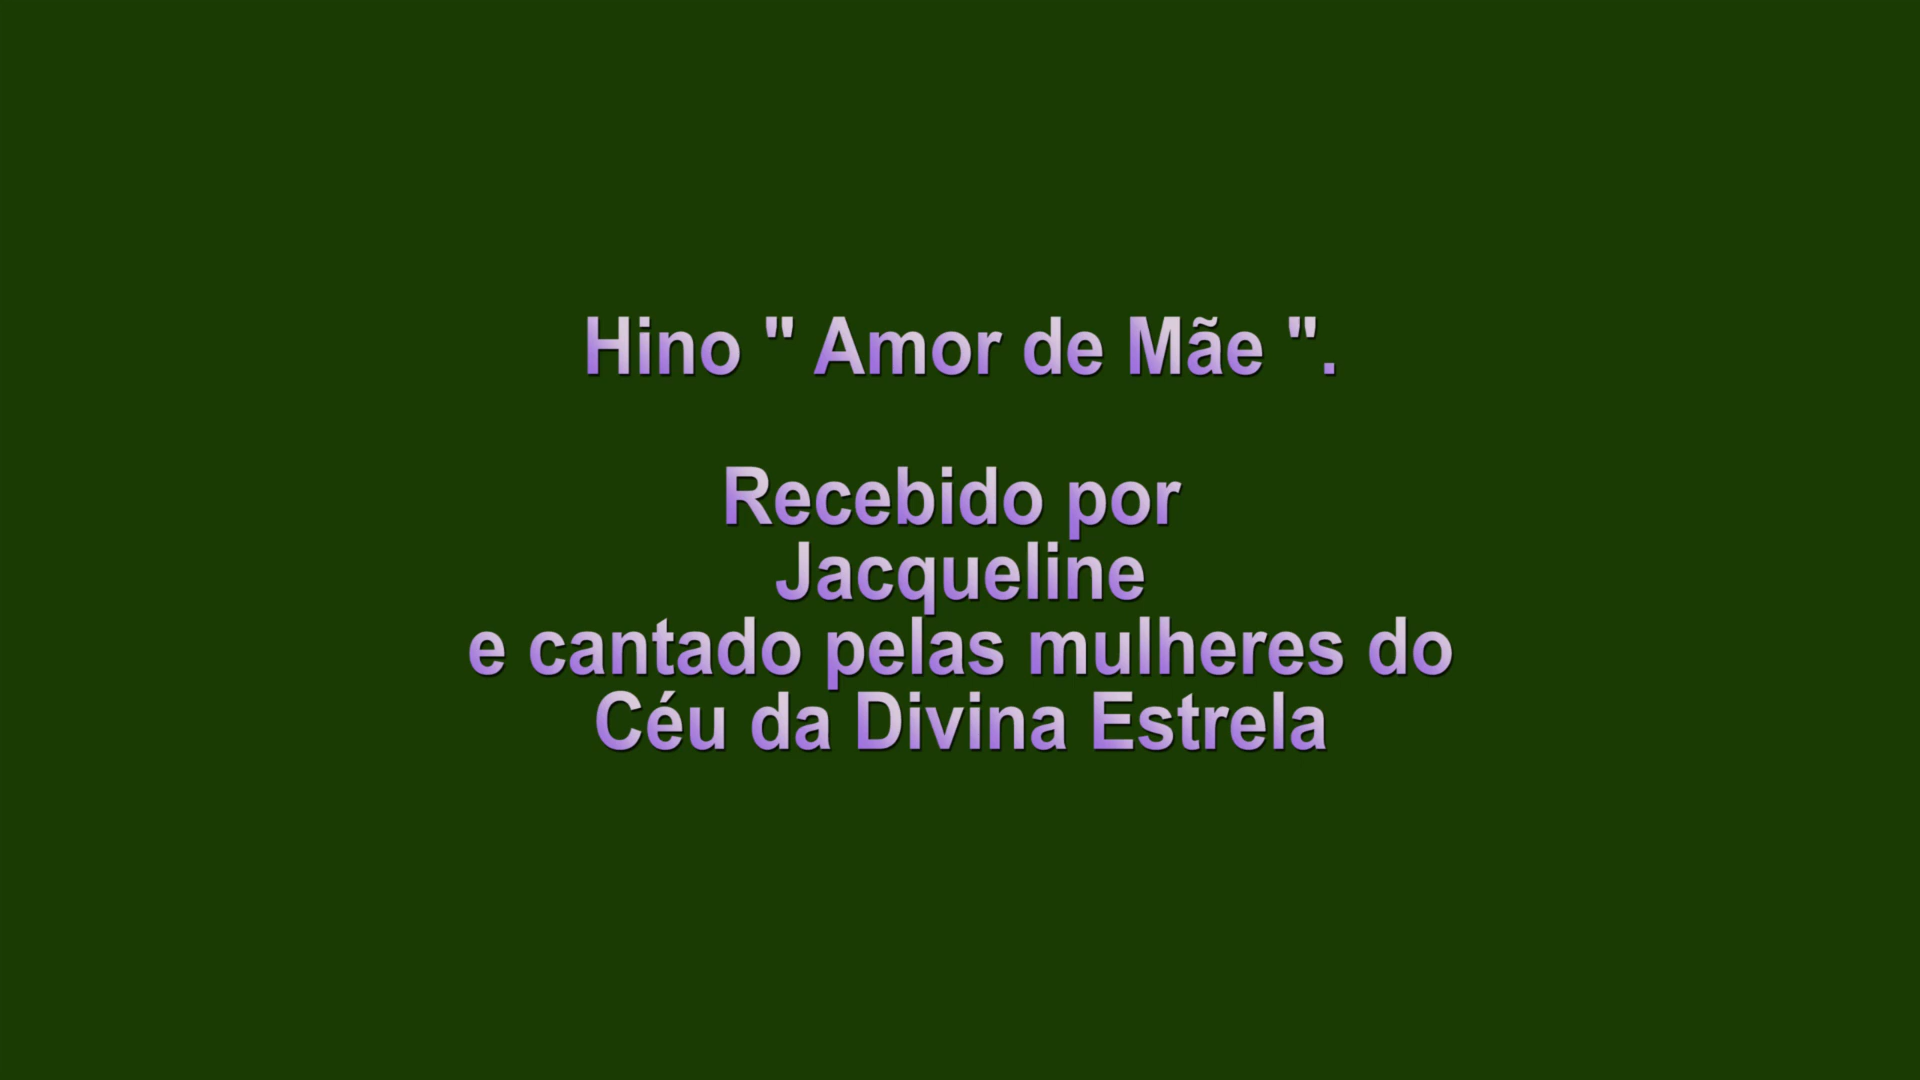 Hino " Amor de Mãe ".
Recebido por
Jacqueline
e cantado pelas mulheres do
Céu da Divina Estrela